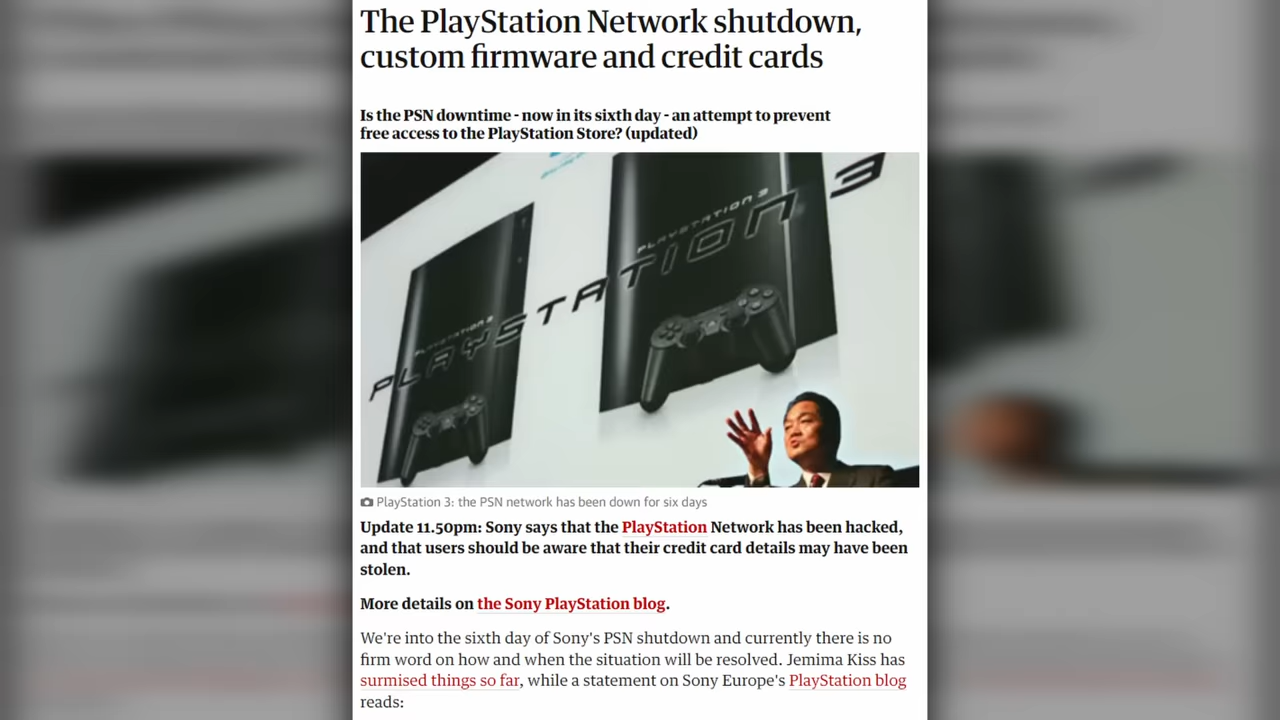 The PlayStation Network shutdown,
custom firmware and credit cards
Is the PSN downtime - now in its sixth day - an attempt to prevent
free access to the PlayStation Store? (updated)
PLAYSTATION 3
PLAYSTATION 3
PLAYSTATION 3
PlayStation 3: the PSN network has been down for six days
Update 11.50pm: Sony says that the PlayStation Network has been hacked,
and that users should be aware that their credit card details may have been
stolen.
More details on the Sony PlayStation blog.
We're into the sixth day of Sony's PSN shutdown and currently there is no
firm word on how and when the situation will be resolved. Jemima Kiss has
surmised things so far, while a statement on Sony Europe's PlayStation blog
reads: